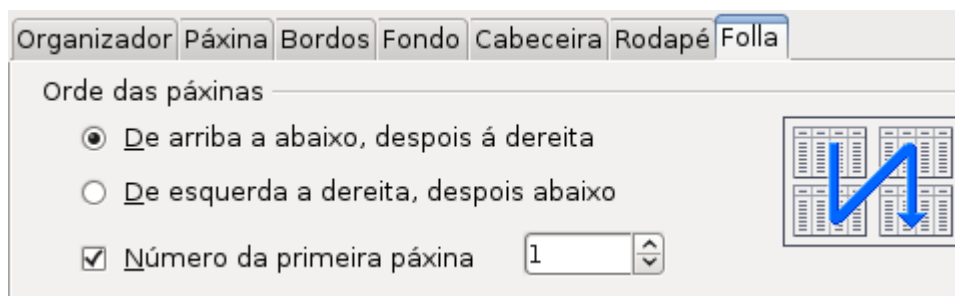 Organizador Páxina Bordos Fondo Cabeceira Rodapé Folla
Orde das páxinas
De arriba a abaixo, despois á dereita
De esquerda a dereita, despois abaixo
Número da primeira páxina 1